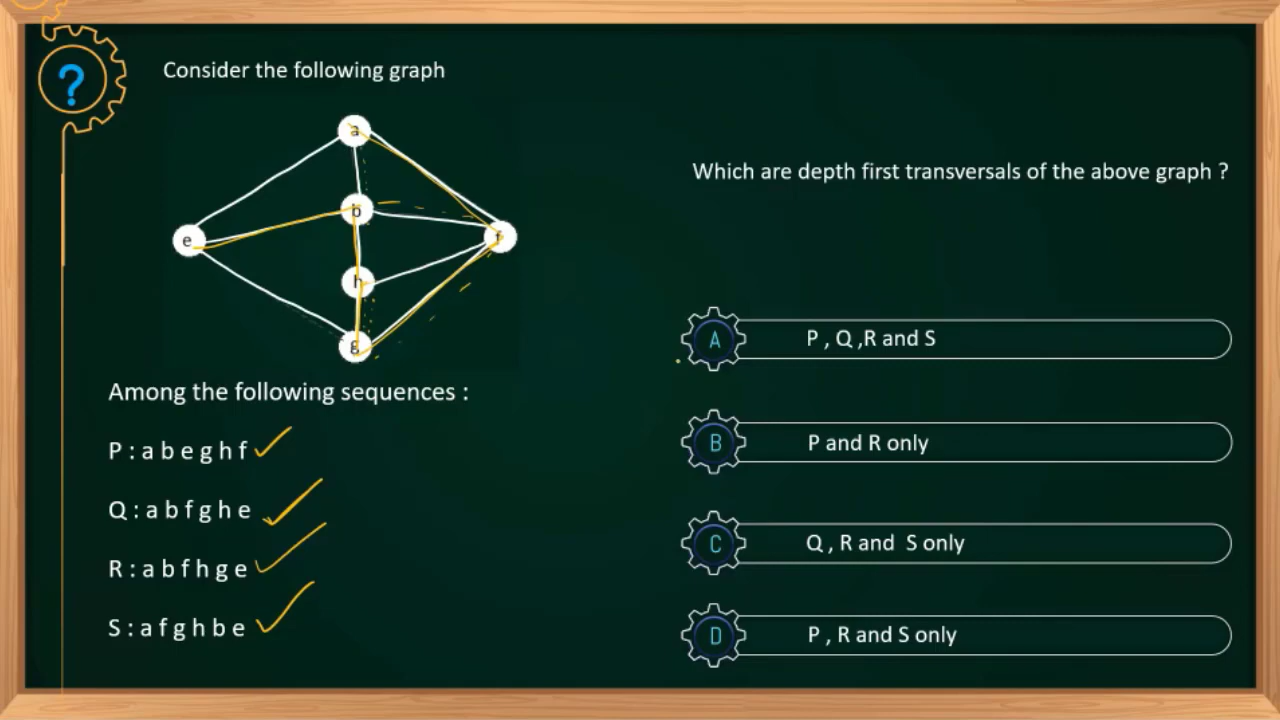 ?
Consider the following graph
a
b
e
f
h
g
Which are depth first transversals of the above graph ?
Among the following sequences :
P : a b e g h f
Q : a b f g h e
R : a b f h g e
S : a f g h b e
A P , Q ,R and S
B P and R only
C Q , R and S only
D P , R and S only